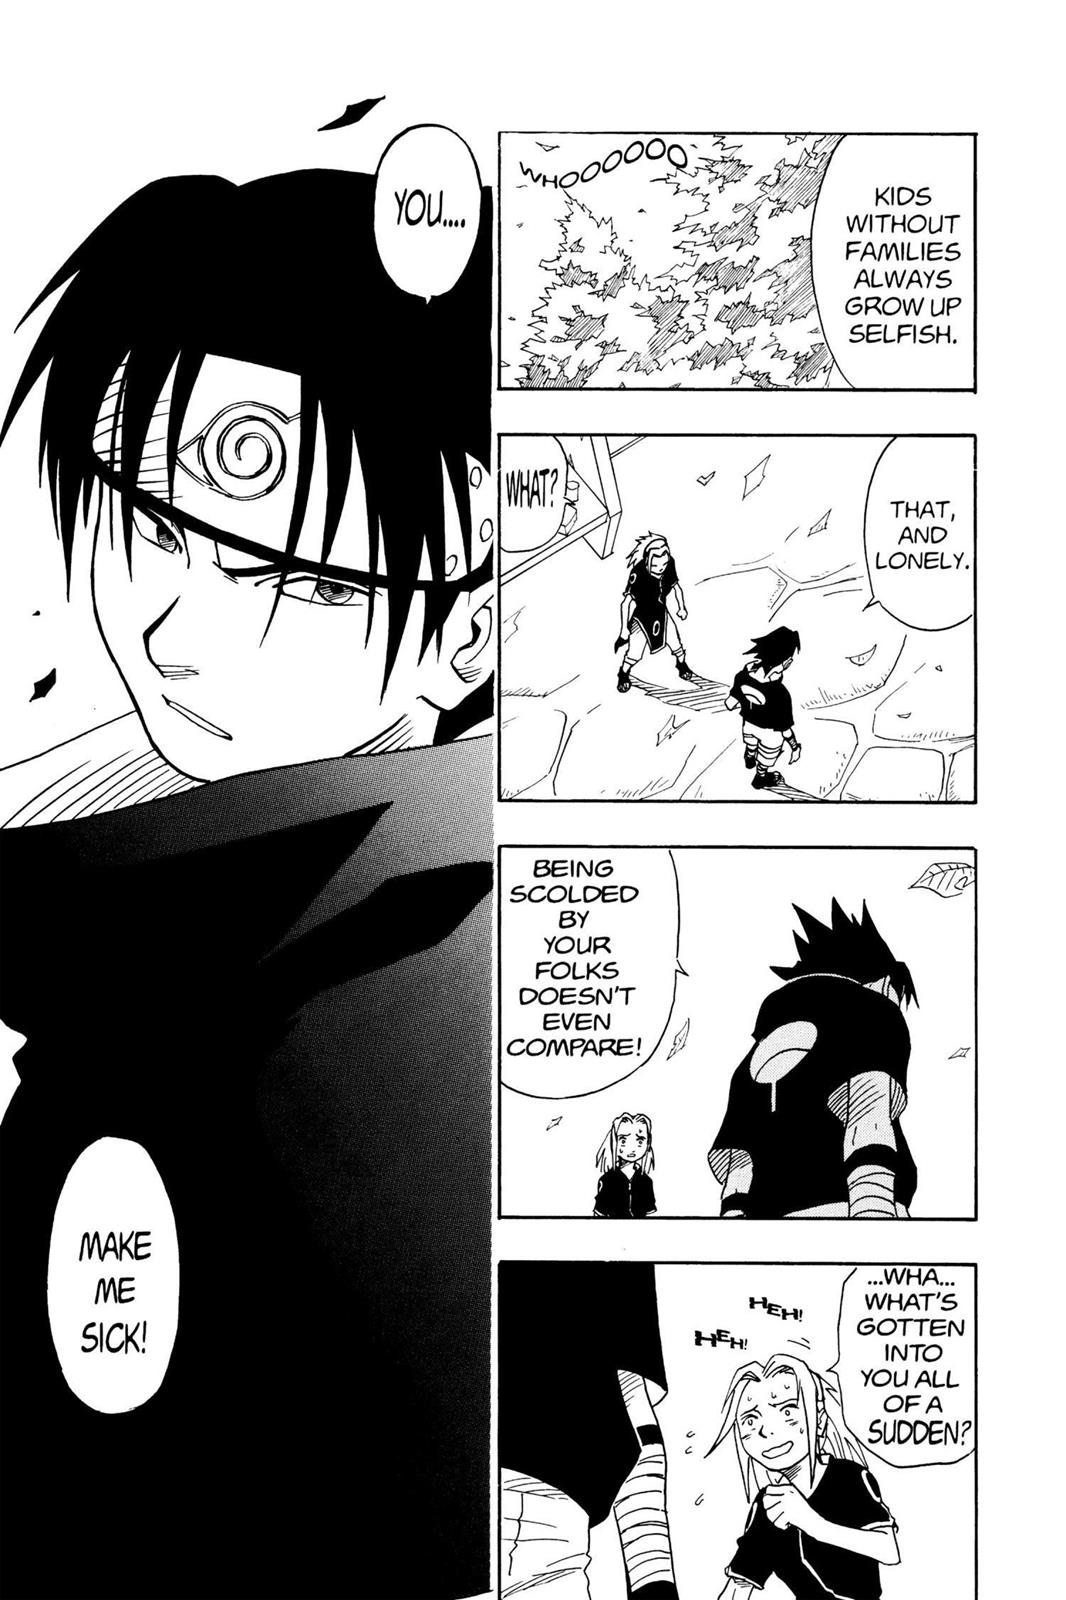 WHOOOOOO
KIDS
WITHOUT
FAMILIES
ALWAYS
GROW UP
SELFISH.
THAT,
AND
LONELY.
WHAT?
BEING
SCOLDED
BY
YOUR
FOLKS
DOESN'T
EVEN
COMPARE!
...WHA...
WHAT'S
GOTTEN
INTO
YOU ALL
OF A
SUDDEN?
HEH!
HEH!
YOU....
MAKE
ME
SICK!